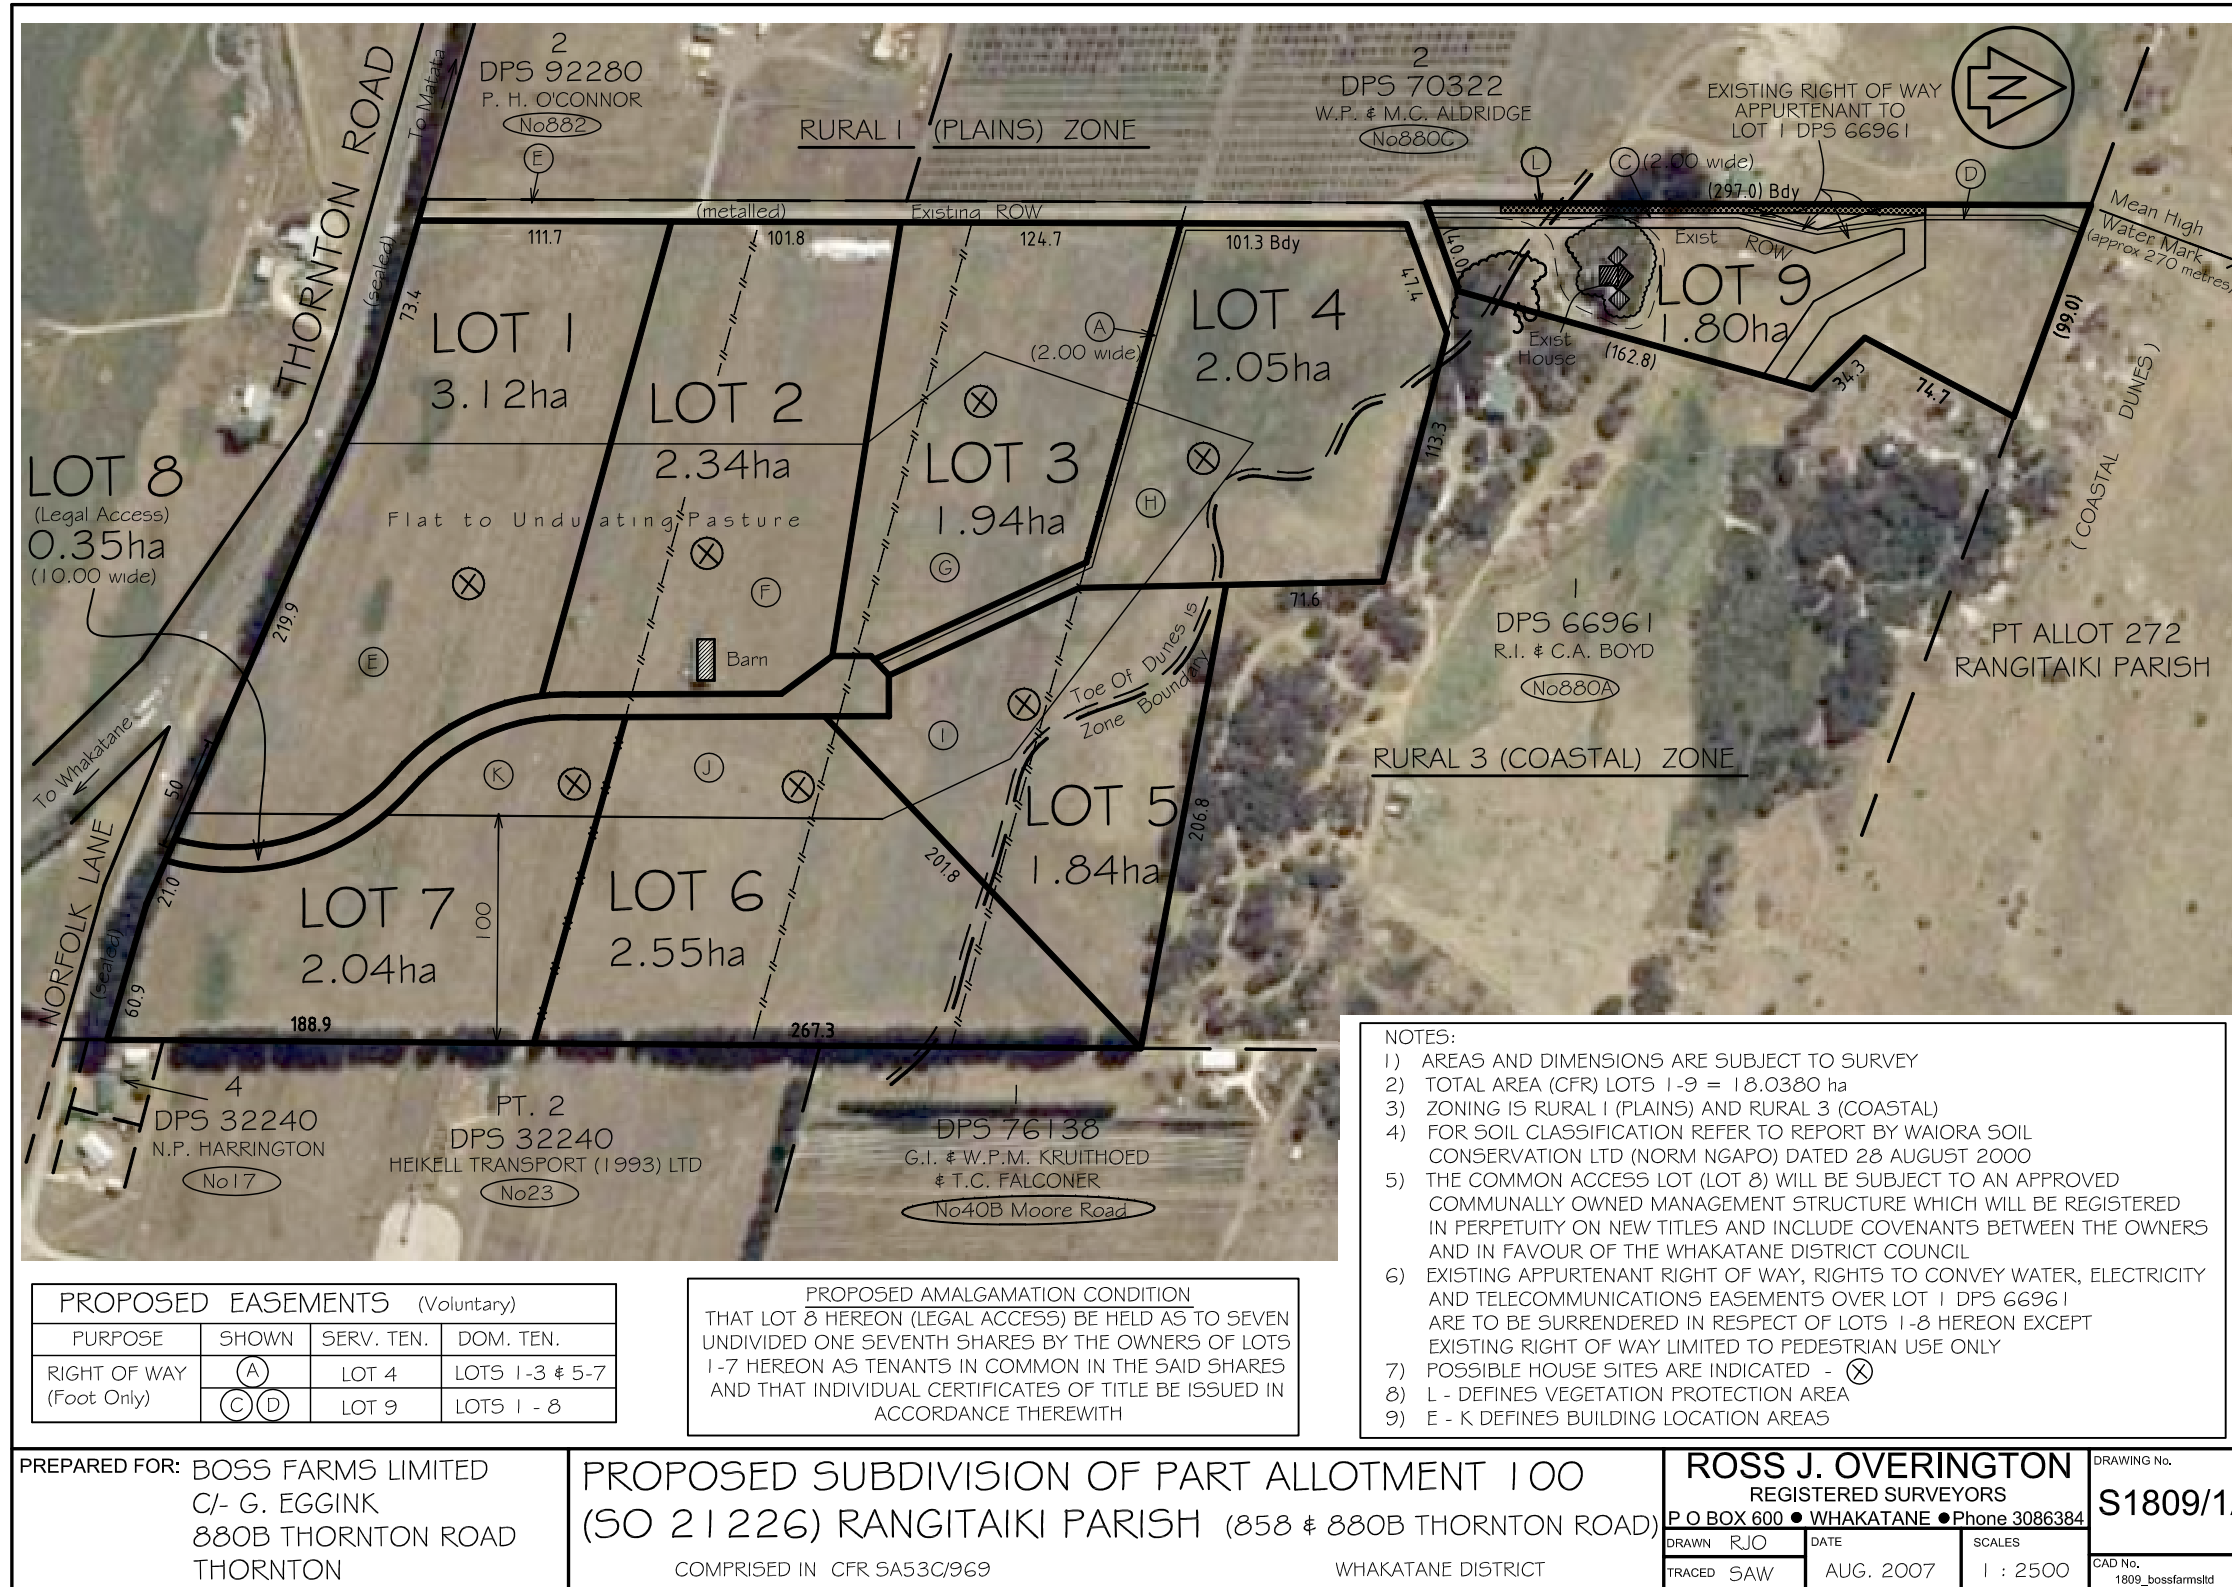 2
DPS 92280
P. H. O'CONNOR
No882
E
THORNTON ROAD
To Matata
(sealed)
RURAL 1 (PLAINS) ZONE
2
DPS 70322
W.P. & M.C. ALDRIDGE
No880C
EXISTING RIGHT OF WAY
APPURTENANT TO
LOT 1 DPS 66961
N
L
C (2.00 wide)
D
(297.0) Bdy
Mean High
Water Mark
(approx 270 metres)
(metalled)
Existing ROW
111.7
101.8
124.7
101.3 Bdy
(40.0)
47.4
Exist ROW
73.4
LOT 1
3.12ha
LOT 2
2.34ha
LOT 3
1.94ha
A
(2.00 wide)
LOT 4
2.05ha
LOT 9
1.80ha
Exist
House
(162.8)
34.3
74.7
(99.0)
(COASTAL DUNES)
113.3
LOT 8
(Legal Access)
0.35ha
(10.00 wide)
Flat to Undulating Pasture
219.9
E
F
G
H
Barn
71.6
Toe Of Dunes is
Zone Boundary
1
DPS 66961
R.I. & C.A. BOYD
No880A
PT ALLOT 272
RANGITAIKI PARISH
RURAL 3 (COASTAL) ZONE
To Whakatane
50
K
J
I
LOT 5
1.84ha
206.8
201.8
NORFOLK LANE
(sealed)
21.0
60.9
LOT 7
2.04ha
100
LOT 6
2.55ha
188.9
267.3
4
DPS 32240
N.P. HARRINGTON
No17
PT. 2
DPS 32240
HEIKELL TRANSPORT (1993) LTD
No23
1
DPS 76138
G.I. & W.P.M. KRUITHOED
& T.C. FALCONER
No40B Moore Road
NOTES:
1) AREAS AND DIMENSIONS ARE SUBJECT TO SURVEY
2) TOTAL AREA (CFR) LOTS 1-9 = 18.0380 ha
3) ZONING IS RURAL 1 (PLAINS) AND RURAL 3 (COASTAL)
4) FOR SOIL CLASSIFICATION REFER TO REPORT BY WAIORA SOIL
CONSERVATION LTD (NORM NGAPO) DATED 28 AUGUST 2000
5) THE COMMON ACCESS LOT (LOT 8) WILL BE SUBJECT TO AN APPROVED
COMMUNALLY OWNED MANAGEMENT STRUCTURE WHICH WILL BE REGISTERED
IN PERPETUITY ON NEW TITLES AND INCLUDE COVENANTS BETWEEN THE OWNERS
AND IN FAVOUR OF THE WHAKATANE DISTRICT COUNCIL
6) EXISTING APPURTENANT RIGHT OF WAY, RIGHTS TO CONVEY WATER, ELECTRICITY
AND TELECOMMUNICATIONS EASEMENTS OVER LOT 1 DPS 66961
ARE TO BE SURRENDERED IN RESPECT OF LOTS 1-8 HEREON EXCEPT
EXISTING RIGHT OF WAY LIMITED TO PEDESTRIAN USE ONLY
7) POSSIBLE HOUSE SITES ARE INDICATED - ⊗
8) L - DEFINES VEGETATION PROTECTION AREA
9) E - K DEFINES BUILDING LOCATION AREAS
PROPOSED EASEMENTS (Voluntary)
PURPOSE SHOWN SERV. TEN. DOM. TEN.
RIGHT OF WAY A LOT 4 LOTS 1-3 & 5-7
(Foot Only) C D LOT 9 LOTS 1 - 8
PROPOSED AMALGAMATION CONDITION
THAT LOT 8 HEREON (LEGAL ACCESS) BE HELD AS TO SEVEN
UNDIVIDED ONE SEVENTH SHARES BY THE OWNERS OF LOTS
1-7 HEREON AS TENANTS IN COMMON IN THE SAID SHARES
AND THAT INDIVIDUAL CERTIFICATES OF TITLE BE ISSUED IN
ACCORDANCE THEREWITH
PREPARED FOR: BOSS FARMS LIMITED
C/- G. EGGINK
880B THORNTON ROAD
THORNTON
PROPOSED SUBDIVISION OF PART ALLOTMENT 100
(SO 21226) RANGITAIKI PARISH (858 & 880B THORNTON ROAD)
COMPRISED IN CFR SA53C/969 WHAKATANE DISTRICT
ROSS J. OVERINGTON
REGISTERED SURVEYORS
P O BOX 600 ● WHAKATANE ● Phone 3086384
DRAWN RJO
TRACED SAW
DATE
AUG. 2007
SCALES
1 : 2500
DRAWING No.
S1809/1
CAD No.
1809_bossfarmsltd